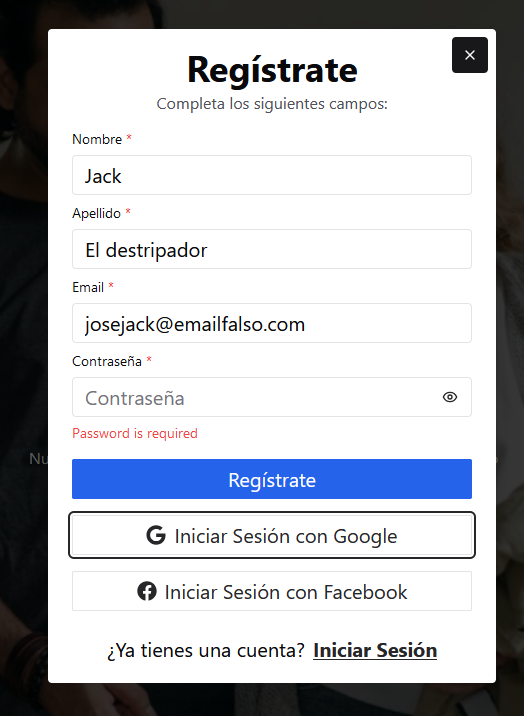 Regístrate
Completa los siguientes campos:
Nombre *
Jack
Apellido *
El destripador
Email *
josejack@emailfalso.com
Contraseña *
Contraseña
Password is required
Nu
Regístrate
Iniciar Sesión con Google
Iniciar Sesión con Facebook
¿Ya tienes una cuenta? Iniciar Sesión